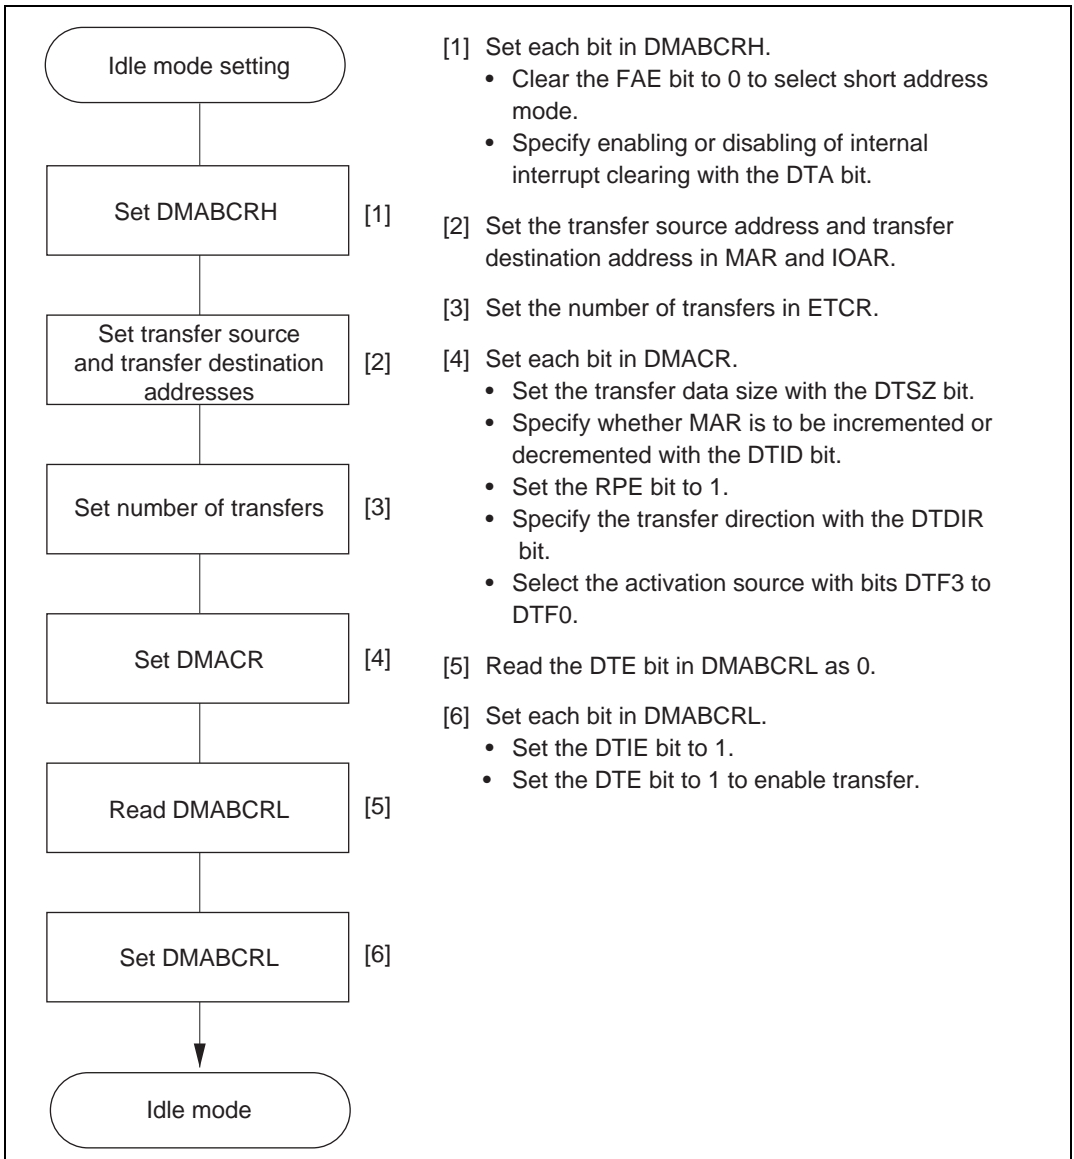 Idle mode setting
Set DMABCRH
[1]
Set transfer source
and transfer destination
addresses
[2]
Set number of transfers
[3]
Set DMACR
[4]
Read DMABCRL
[5]
Set DMABCRL
[6]
Idle mode
[1] Set each bit in DMABCRH.
• Clear the FAE bit to 0 to select short address
mode.
• Specify enabling or disabling of internal
interrupt clearing with the DTA bit.
[2] Set the transfer source address and transfer
destination address in MAR and IOAR.
[3] Set the number of transfers in ETCR.
[4] Set each bit in DMACR.
• Set the transfer data size with the DTSZ bit.
• Specify whether MAR is to be incremented or
decremented with the DTID bit.
• Set the RPE bit to 1.
• Specify the transfer direction with the DTDIR
bit.
• Select the activation source with bits DTF3 to
DTF0.
[5] Read the DTE bit in DMABCRL as 0.
[6] Set each bit in DMABCRL.
• Set the DTIE bit to 1.
• Set the DTE bit to 1 to enable transfer.